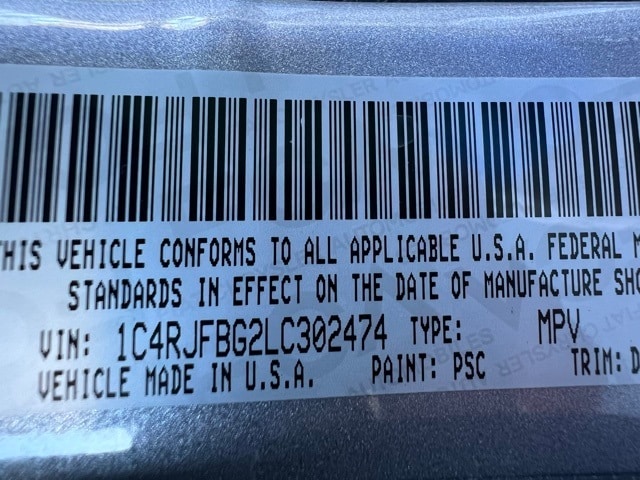 THIS VEHICLE CONFORMS TO ALL APPLICABLE U.S.A. FEDERAL M
STANDARDS IN EFFECT ON THE DATE OF MANUFACTURE SHO
VIN: 1C4RJFBG2LC302474 TYPE: MPV
VEHICLE MADE IN U.S.A. PAINT: PSC TRIM: D